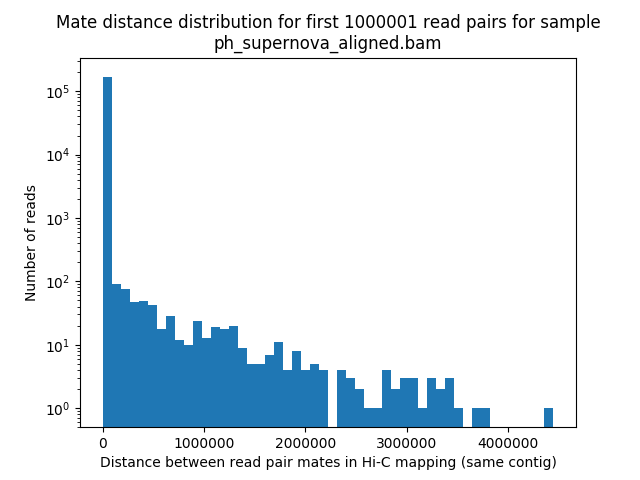 Mate distance distribution for first 1000001 read pairs for sample
ph_supernova_aligned.bam
Number of reads
10^5
10^4
10^3
10^2
10^1
10^0
0 1000000 2000000 3000000 4000000
Distance between read pair mates in Hi-C mapping (same contig)